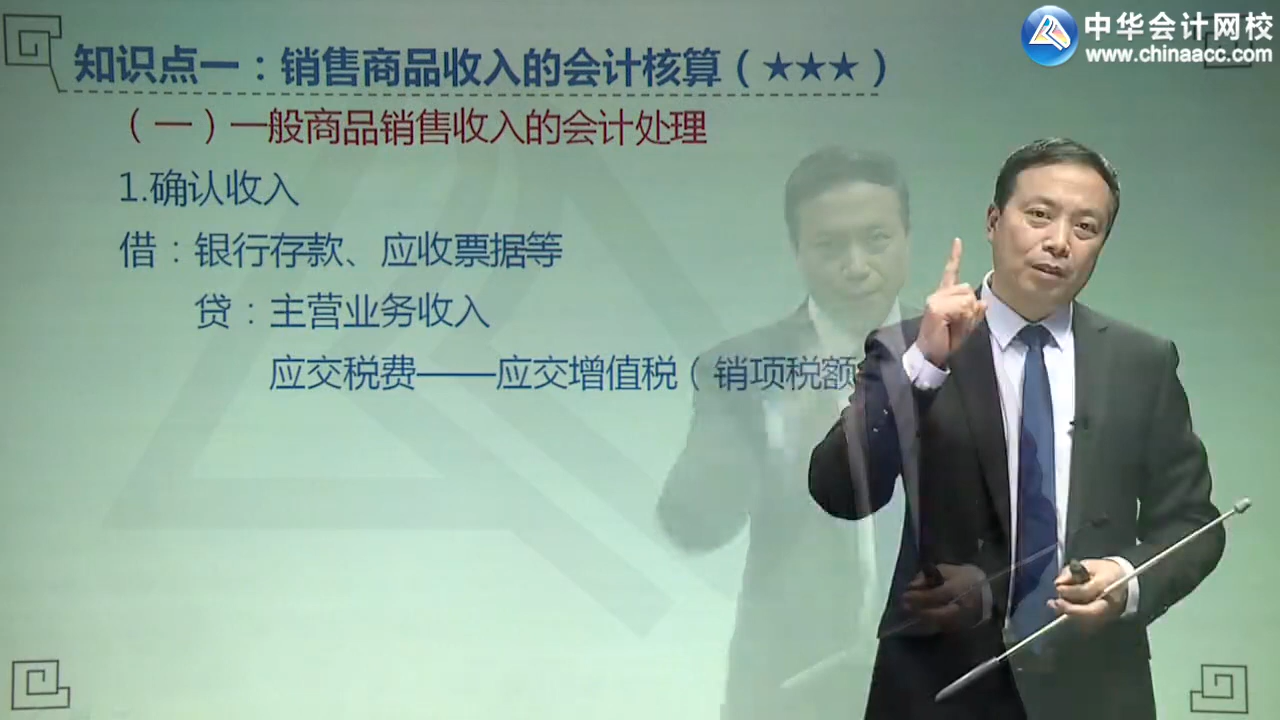 中华会计网校
www.chinaacc.com
知识点一：销售商品收入的会计核算（★★★）
（一）一般商品销售收入的会计处理
1.确认收入
借：银行存款、应收票据等
贷：主营业务收入
应交税费——应交增值税（销项税额